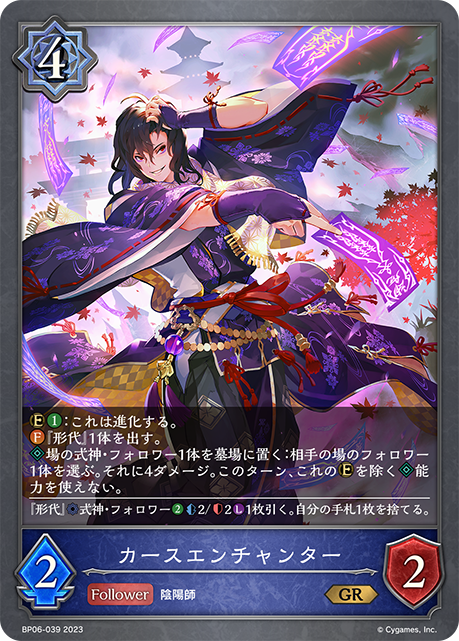 4
E 1：これは進化する。
F 『形代』1体を出す。
場の式神・フォロワー1体を墓場に置く：相手の場のフォロワー
1体を選ぶ。それに4ダメージ。このターン、これの E を除く 能
力を使えない。
『形代』 式神・フォロワー 2 2/ 2 L 1枚引く。自分の手札1枚を捨てる。
カースエンチャンター
2
Follower 陰陽師
GR
2
BP06-039 2023
© Cygames, Inc.